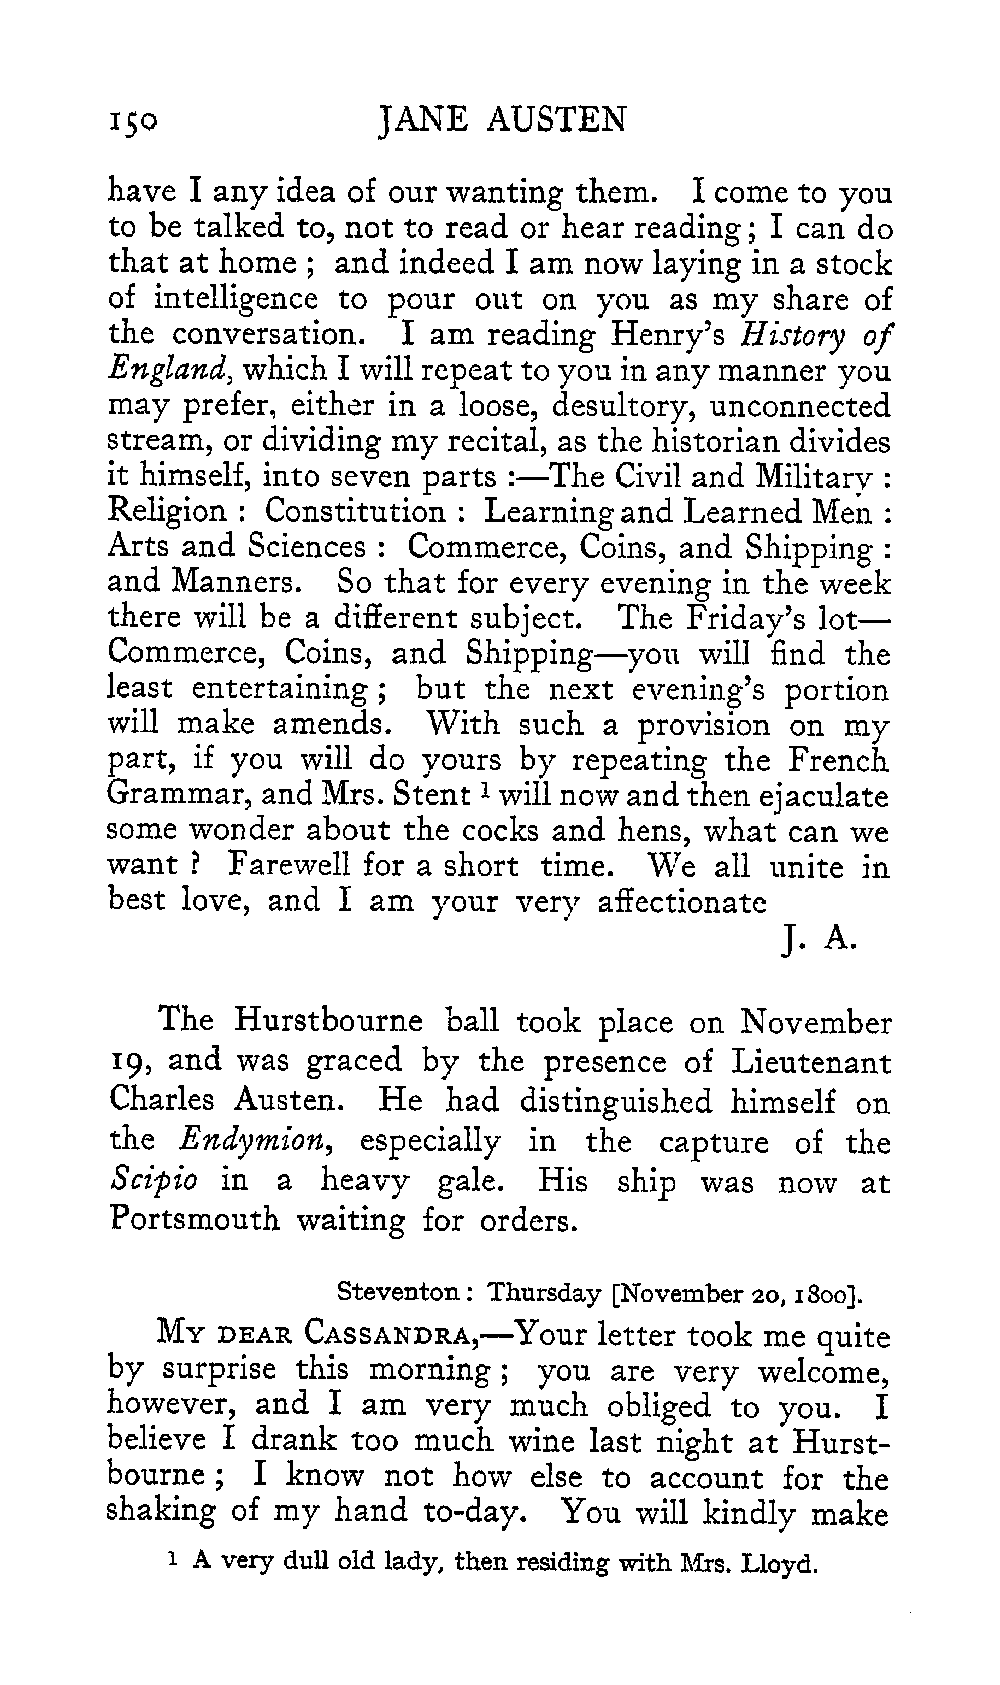 150 JANE AUSTEN
have I any idea of our wanting them. I come to you
to be talked to, not to read or hear reading; I can do
that at home ; and indeed I am now laying in a stock
of intelligence to pour out on you as my share of
the conversation. I am reading Henry's History of
England, which I will repeat to you in any manner you
may prefer, either in a loose, desultory, unconnected
stream, or dividing my recital, as the historian divides
it himself, into seven parts :—The Civil and Military :
Religion : Constitution : Learning and Learned Men :
Arts and Sciences : Commerce, Coins, and Shipping :
and Manners. So that for every evening in the week
there will be a different subject. The Friday's lot—
Commerce, Coins, and Shipping—you will find the
least entertaining ; but the next evening's portion
will make amends. With such a provision on my
part, if you will do yours by repeating the French
Grammar, and Mrs. Stent 1 will now and then ejaculate
some wonder about the cocks and hens, what can we
want ? Farewell for a short time. We all unite in
best love, and I am your very affectionate
J. A.
The Hurstbourne ball took place on November
19, and was graced by the presence of Lieutenant
Charles Austen. He had distinguished himself on
the Endymion, especially in the capture of the
Scipio in a heavy gale. His ship was now at
Portsmouth waiting for orders.
Steventon : Thursday [November 20, 1800].
MY DEAR CASSANDRA,—Your letter took me quite
by surprise this morning ; you are very welcome,
however, and I am very much obliged to you. I
believe I drank too much wine last night at Hurst-
bourne ; I know not how else to account for the
shaking of my hand to-day. You will kindly make
1 A very dull old lady, then residing with Mrs. Lloyd.